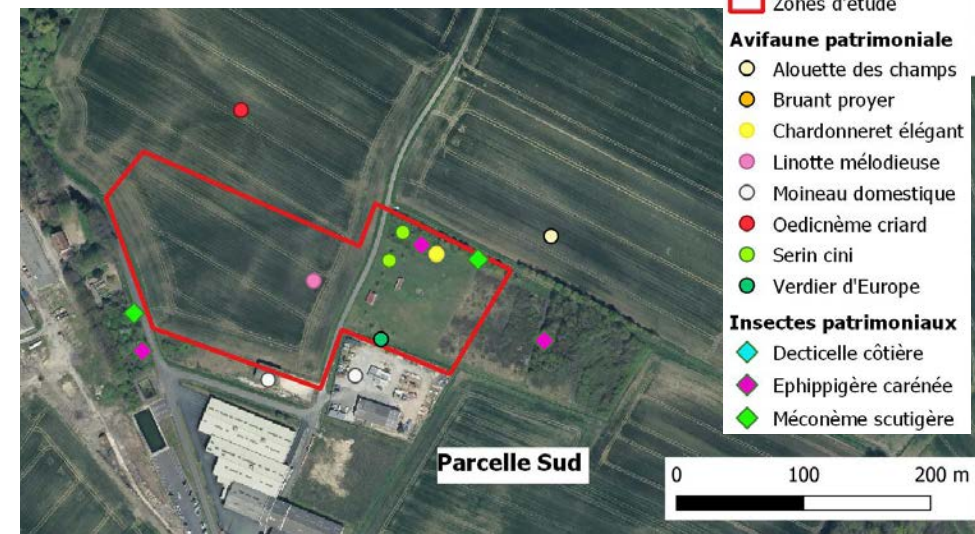 Zones d'étude
Avifaune patrimoniale
Alouette des champs
Bruant proyer
Chardonneret élégant
Linotte mélodieuse
Moineau domestique
Oedicnème criard
Serin cini
Verdier d'Europe
Insectes patrimoniaux
Decticelle côtière
Ephippigère carénée
Méconème scutigère
Parcelle Sud
0 100 200 m